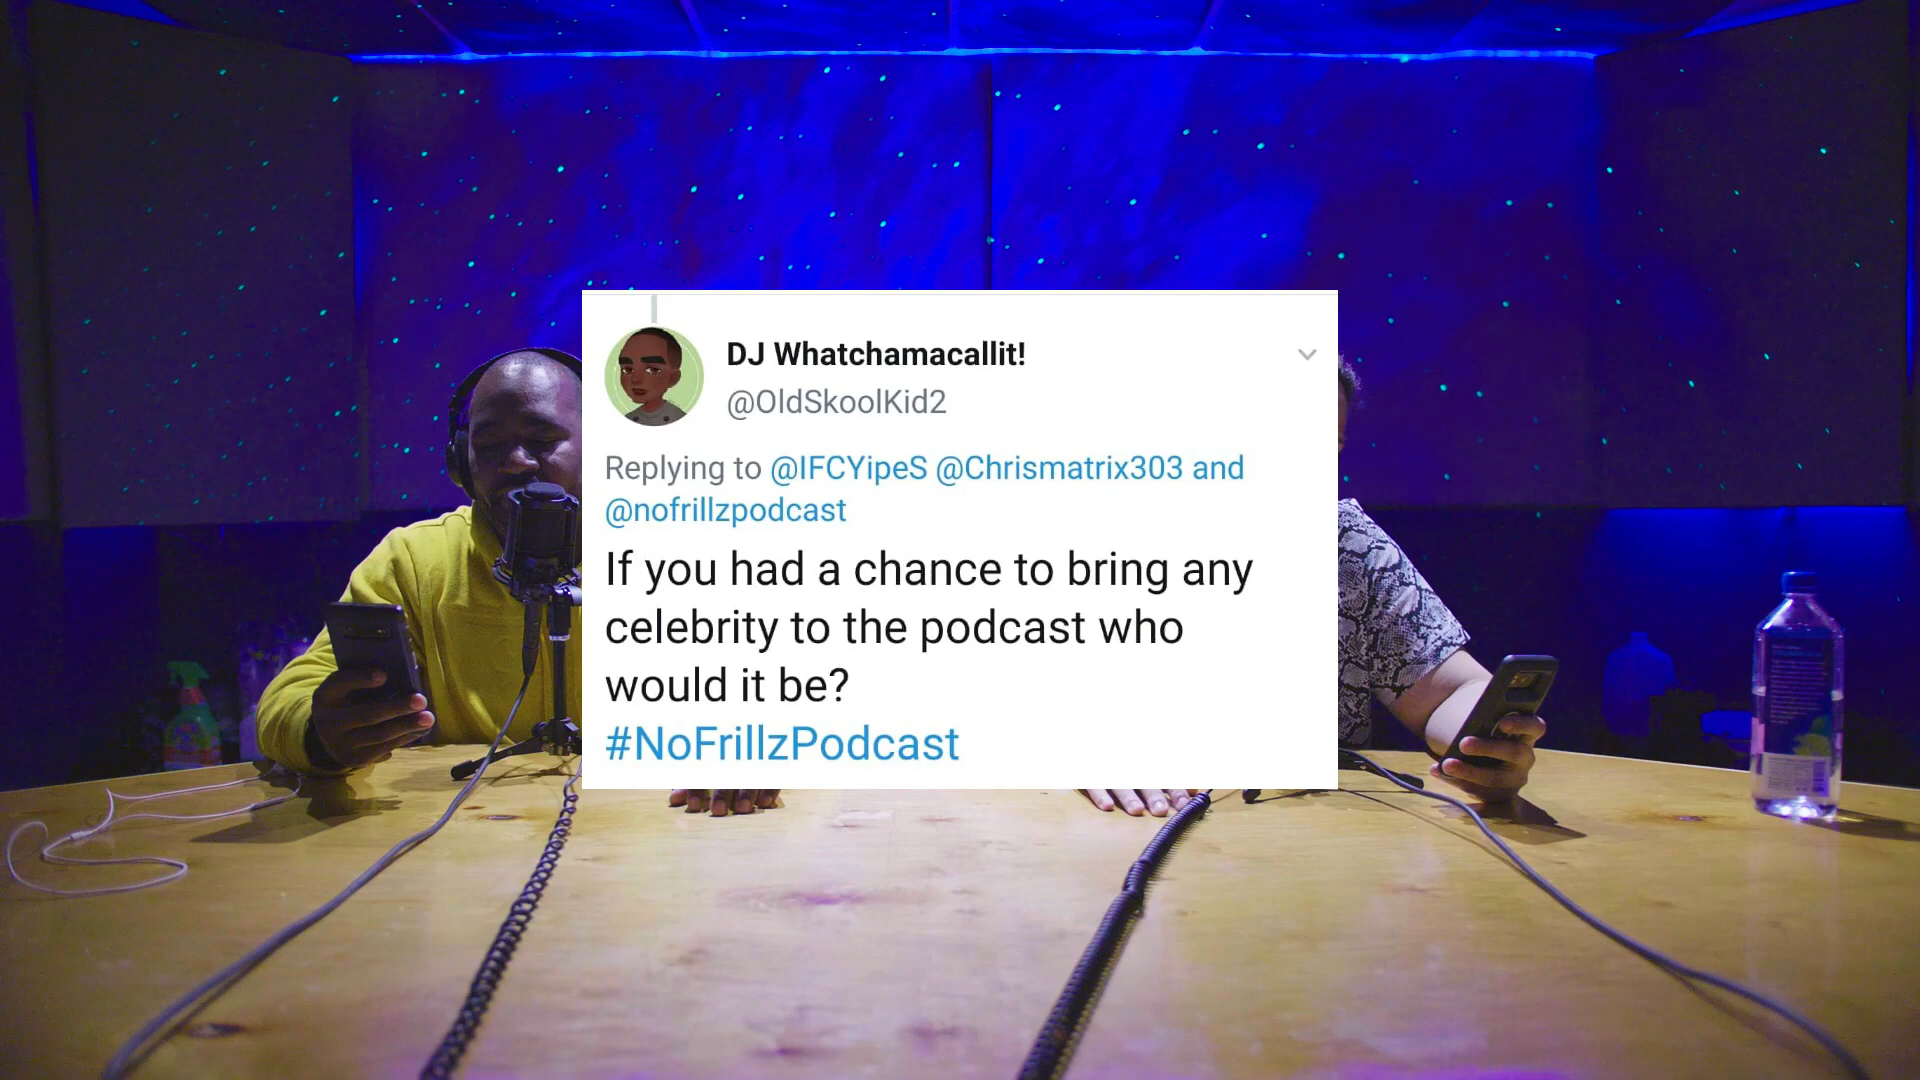 DJ Whatchamacallit!
@OldSkoolKid2
Replying to @IFCYipeS @Chrismatrix303 and
@nofrillzpodcast
If you had a chance to bring any
celebrity to the podcast who
would it be?
#NoFrillzPodcast